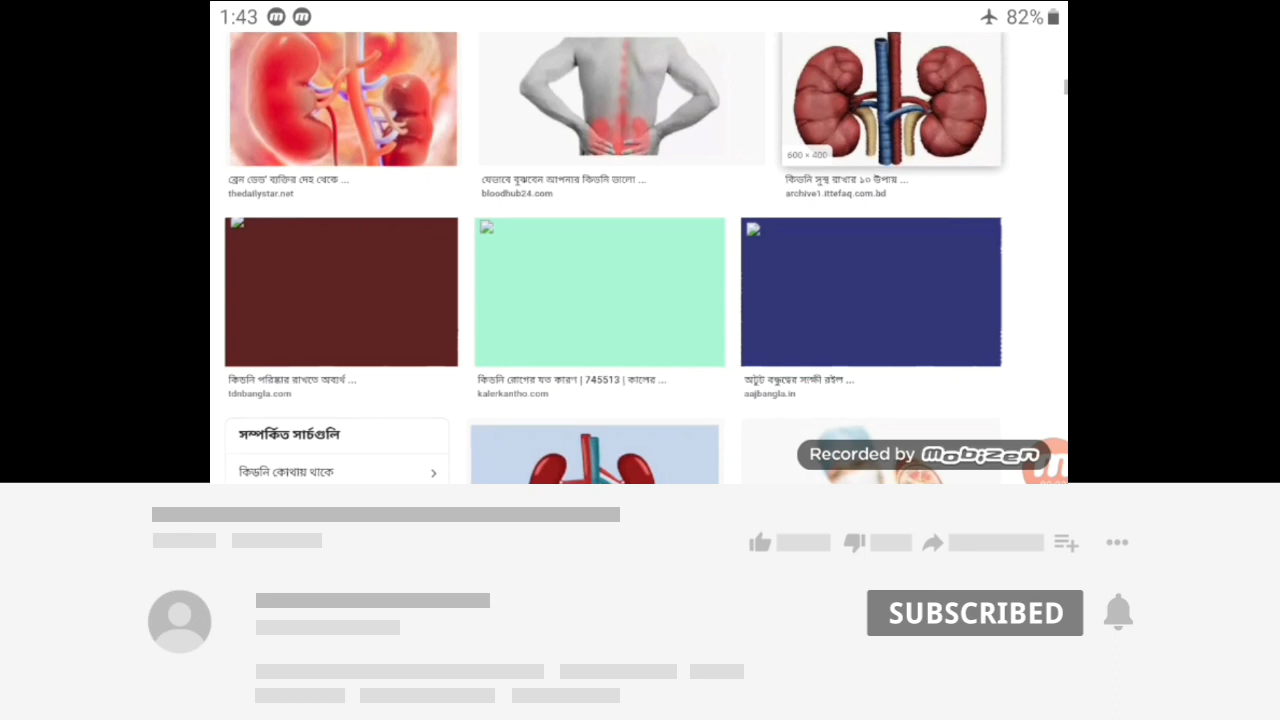 1:43
82%
600 × 400
ব্রেন ডেড' ব্যক্তির দেহ থেকে ...
thedailystar.net
যেভাবে বুঝবেন আপনার কিডনি ভালো ...
bloodhub24.com
কিডনি সুস্থ রাখার ১০ উপায় ...
archive1.ittefaq.com.bd
কিডনি পরিষ্কার রাখতে অব্যর্থ ...
tdnbangla.com
কিডনি রোগের যত কারণ | 745513 | কালের ...
kalerkantho.com
অটুট বন্ধুত্বের সাক্ষী রইল ...
aajbangla.in
সম্পর্কিত সার্চগুলি
কিডনি কোথায় থাকে
Recorded by mobizen
SUBSCRIBED